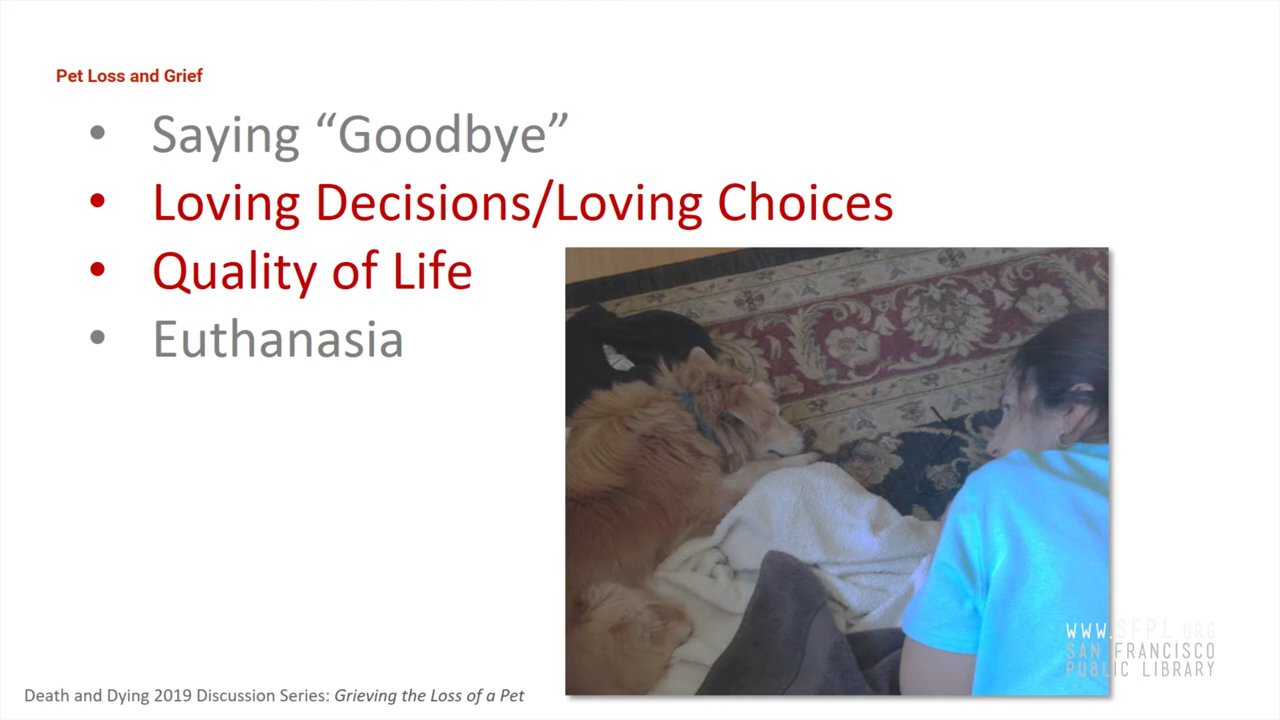 Pet Loss and Grief
• Saying “Goodbye”
• Loving Decisions/Loving Choices
• Quality of Life
• Euthanasia
WWW.SFPL.ORG
SAN FRANCISCO
PUBLIC LIBRARY
Death and Dying 2019 Discussion Series: Grieving the Loss of a Pet